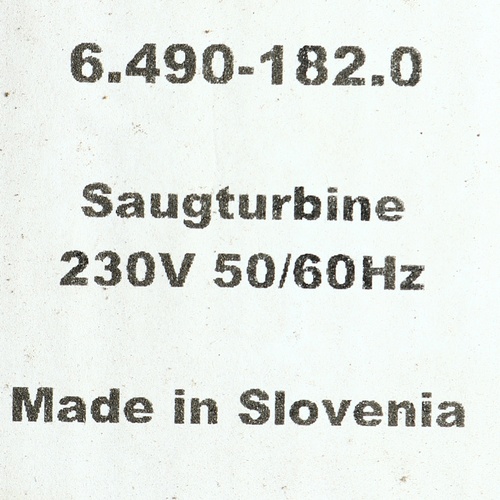 6.490-182.0
Saugturbine
230V 50/60Hz
Made in Slovenia